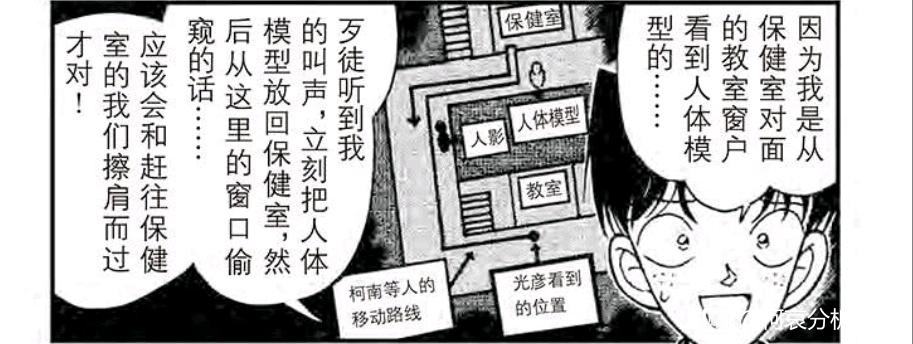 因为我是从
保健室对面
的教室窗户
看到人体模
型的……
保健室
人体模型
人影
教室
光彦看到
的位置
柯南等人的
移动路线
歹徒听到我
的叫声，立刻把人体
模型放回保健室，然
后从这里的窗口偷
窥的话……
应该会和赶往保健
室的我们擦肩而过
才对！